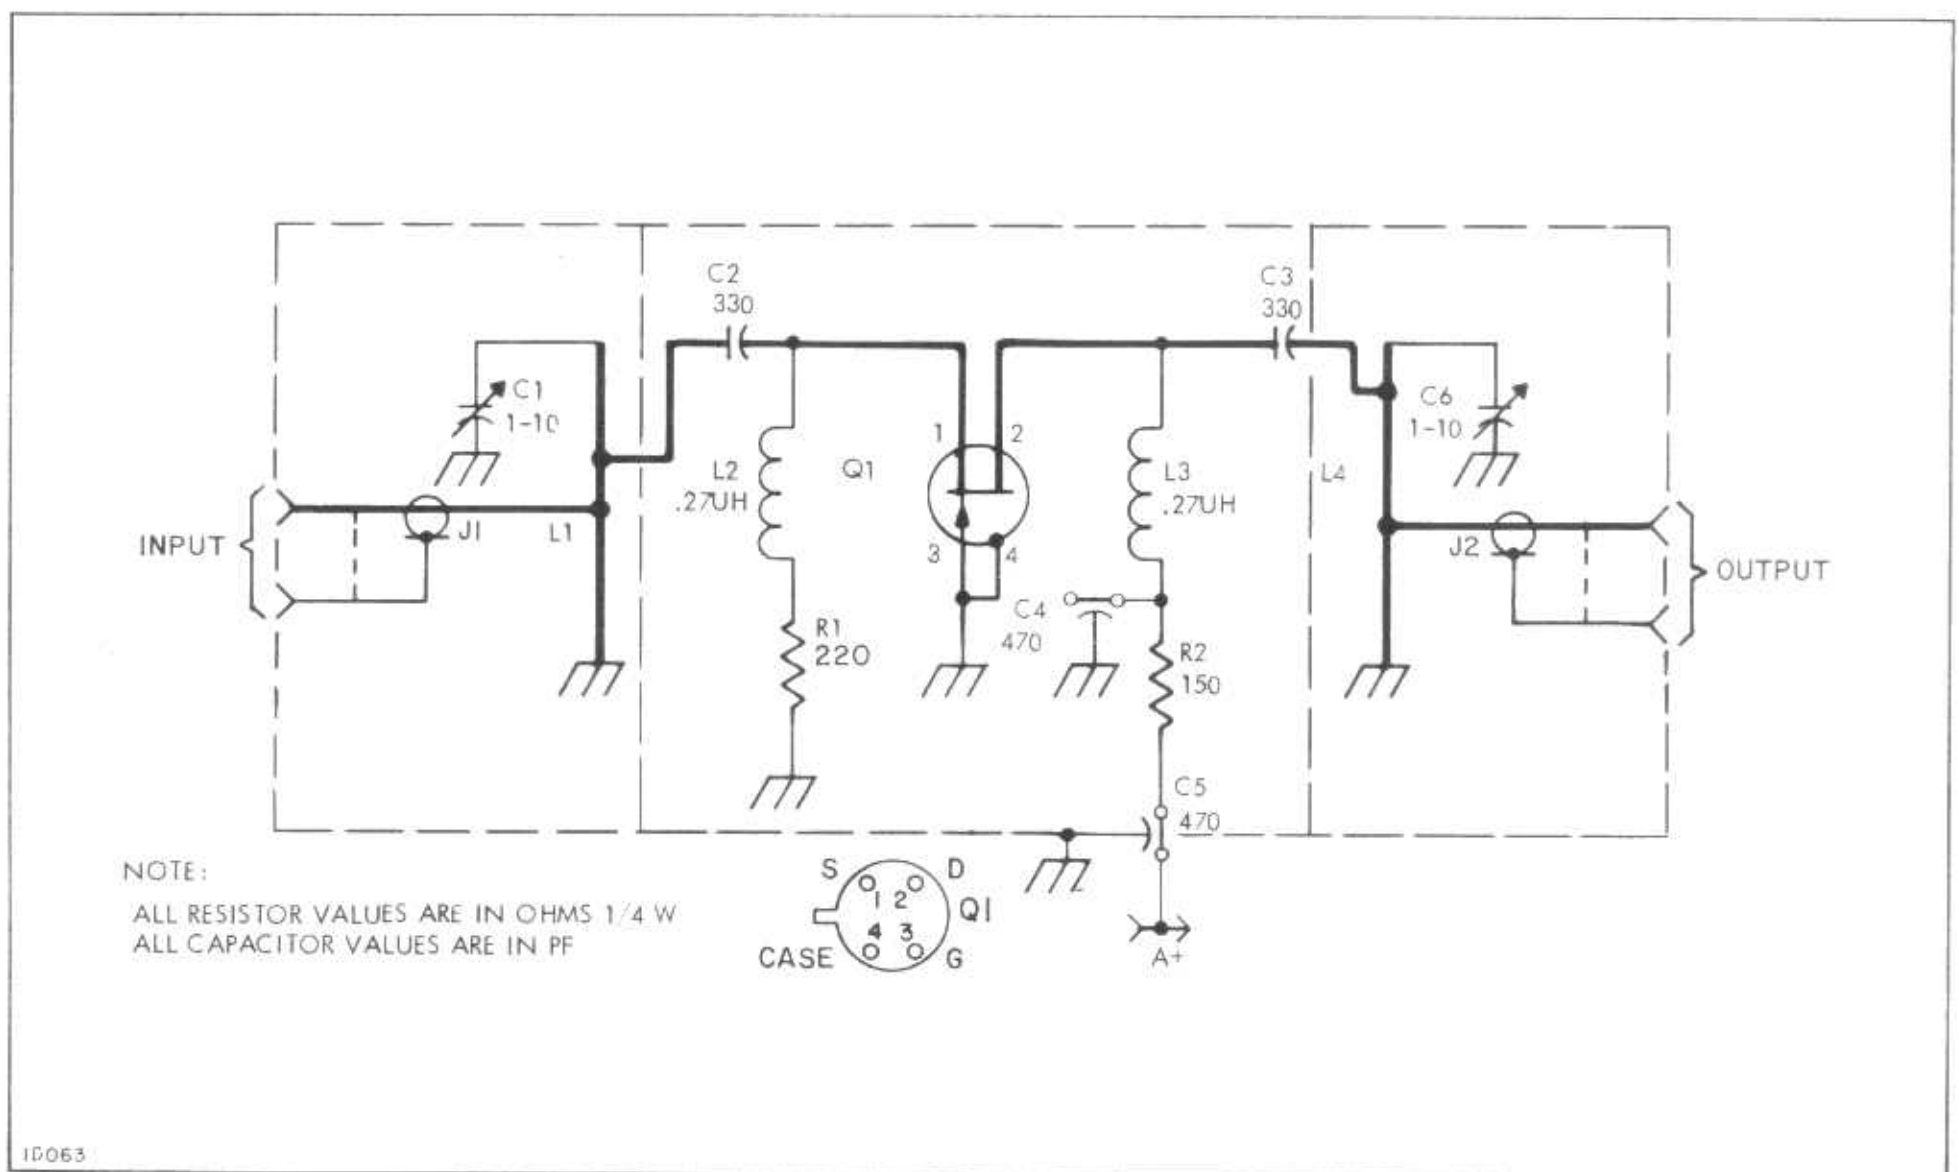 C2
330
C3
330
C1
1-10
C6
1-10
1
2
L2
.27UH
Q1
L3
.27UH
L4
INPUT
J1
L1
3
4
J2
OUTPUT
C4
470
R1
220
R2
150
C5
470
NOTE:
ALL RESISTOR VALUES ARE IN OHMS 1/4 W
ALL CAPACITOR VALUES ARE IN PF
S
D
1 2
Q1
4 3
CASE
G
A+